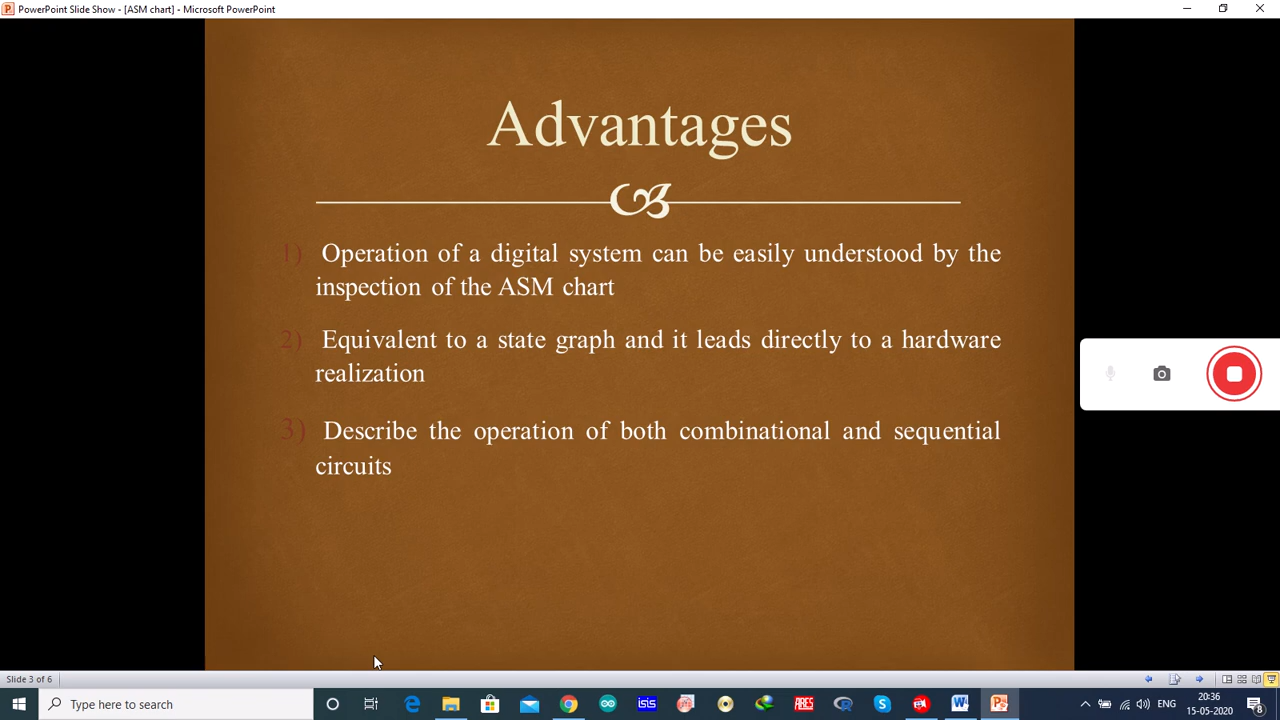 PowerPoint Slide Show - [ASM chart] - Microsoft PowerPoint
Advantages
1) Operation of a digital system can be easily understood by the
inspection of the ASM chart
2) Equivalent to a state graph and it leads directly to a hardware
realization
3) Describe the operation of both combinational and sequential
circuits
Slide 3 of 6
Type here to search
isis
ARES
ENG
20:36
15-05-2020
8